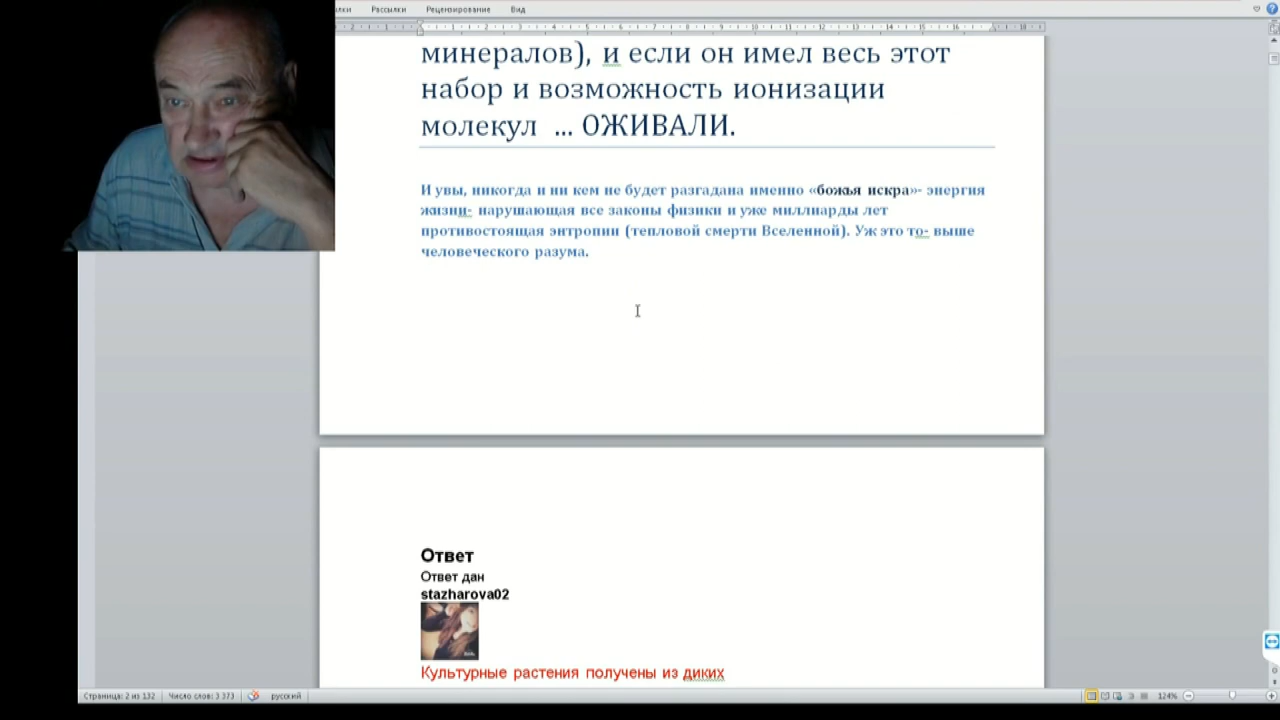 Рассылки Рецензирование Вид
минералов), и если он имел весь этот
набор и возможность ионизации
молекул ... ОЖИВАЛИ.
И увы, никогда и ни кем не будет разгадана именно «божья искра»- энергия
жизни- нарушающая все законы физики и уже миллиарды лет
противостоящая энтропии (тепловой смерти Вселенной). Уж это то- выше
человеческого разума.
Ответ
Ответ дан
stazharova02
Культурные растения получены из диких
Страница: 2 из 132 Число слов: 3 373 русский 124%